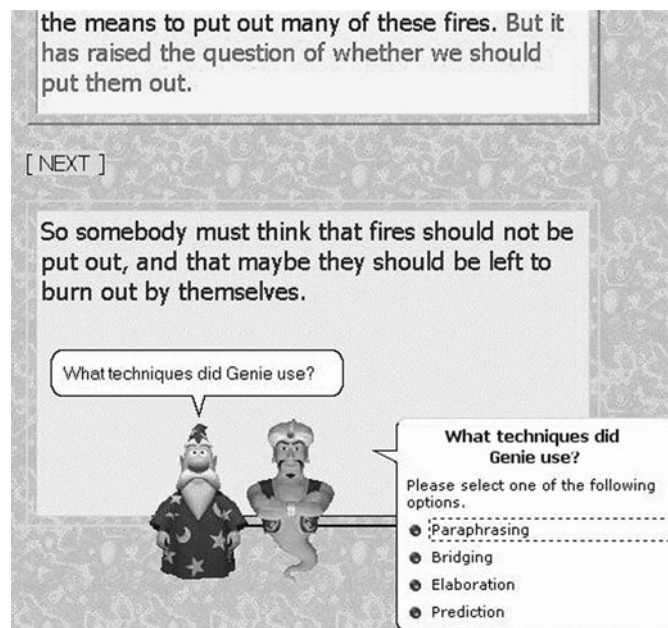 the means to put out many of these fires. But it
has raised the question of whether we should
put them out.
[ NEXT ]
So somebody must think that fires should not be
put out, and that maybe they should be left to
burn out by themselves.
What techniques did Genie use?
What techniques did
Genie use?
Please select one of the following
options.
Paraphrasing
Bridging
Elaboration
Prediction